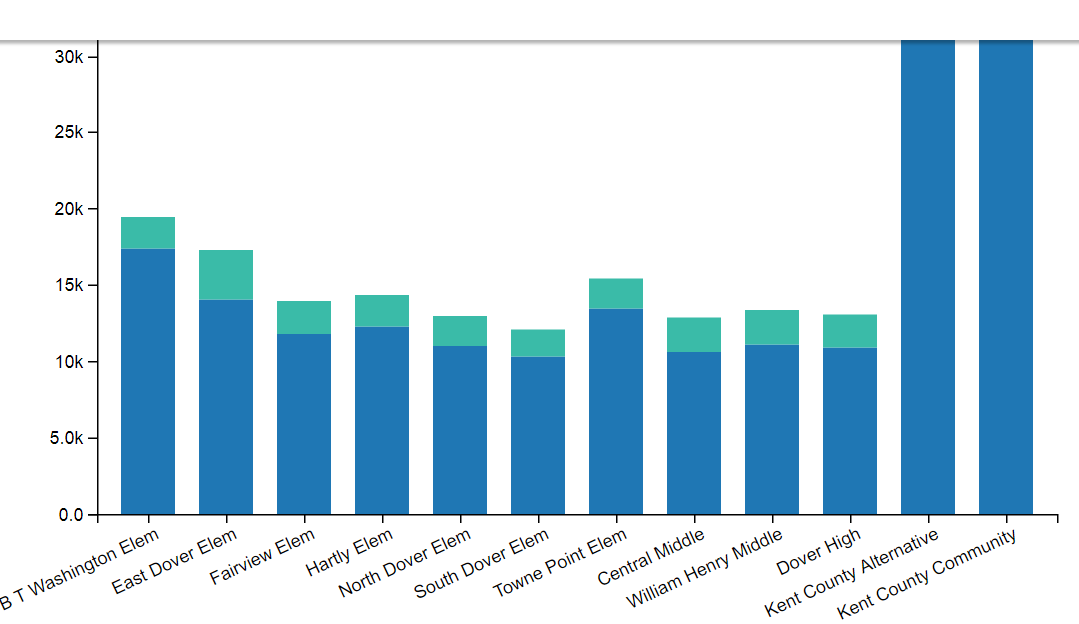 30k
25k
20k
15k
10k
5.0k
0.0
B T Washington Elem
East Dover Elem
Fairview Elem
Hartly Elem
North Dover Elem
South Dover Elem
Towne Point Elem
Central Middle
William Henry Middle
Dover High
Kent County Alternative
Kent County Community